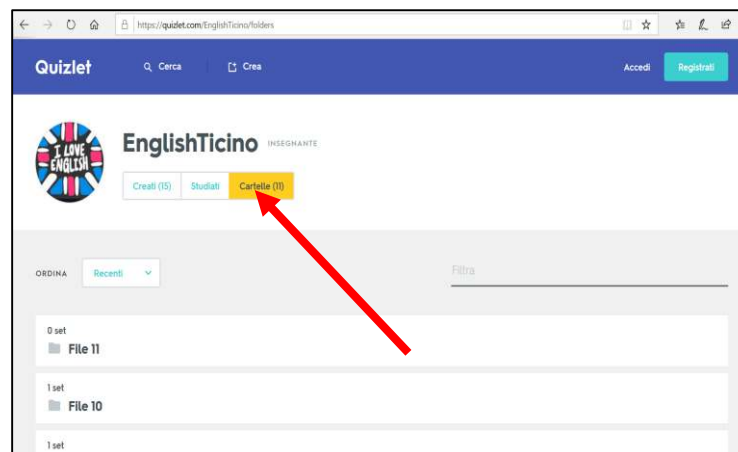 https://quizlet.com/EnglishTicino/folders
Quizlet Cerca Crea Accedi Registrati
I LOVE
ENGLISH
EnglishTicino INSEGNANTE
Creati (15) Studiati Cartelle (11)
ORDINA Recenti Filtra
0 set
File 11
1 set
File 10
1 set